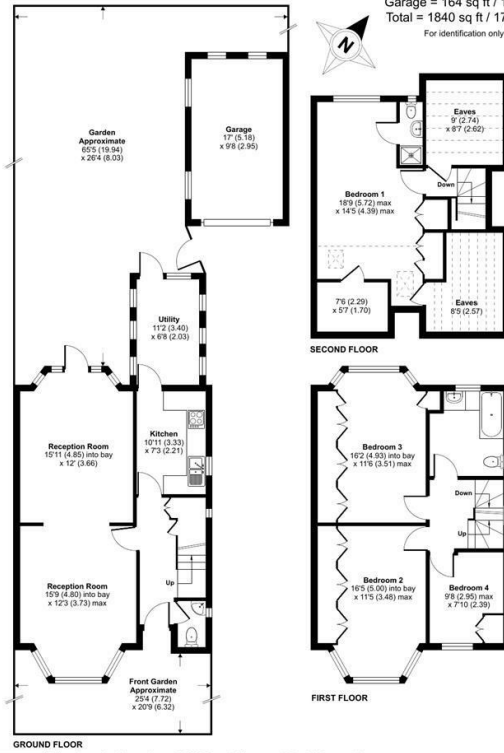 Garage = 164 sq ft / 1
Total = 1840 sq ft / 17
For identification only
N
Garden
Approximate
65'5 (19.94)
x 26'4 (8.03)
Garage
17' (5.18)
x 9'8 (2.95)
Utility
11'2 (3.40)
x 6'8 (2.03)
Kitchen
10'11 (3.33)
x 7'3 (2.21)
Reception Room
15'11 (4.85) into bay
x 12' (3.66)
Reception Room
15'9 (4.80) into bay
x 12'3 (3.73) max
Up
Front Garden
Approximate
25'4 (7.72)
x 20'9 (6.32)
GROUND FLOOR
Eaves
9' (2.74)
x 8'7 (2.62)
Down
Bedroom 1
18'9 (5.72) max
x 14'5 (4.39) max
7'6 (2.29)
x 5'7 (1.70)
Eaves
8'5 (2.57)
SECOND FLOOR
Bedroom 3
16'2 (4.93) into bay
x 11'6 (3.51) max
Down
Up
Bedroom 2
16'5 (5.00) into bay
x 11'5 (3.48) max
Bedroom 4
9'8 (2.95) max
x 7'10 (2.39)
FIRST FLOOR